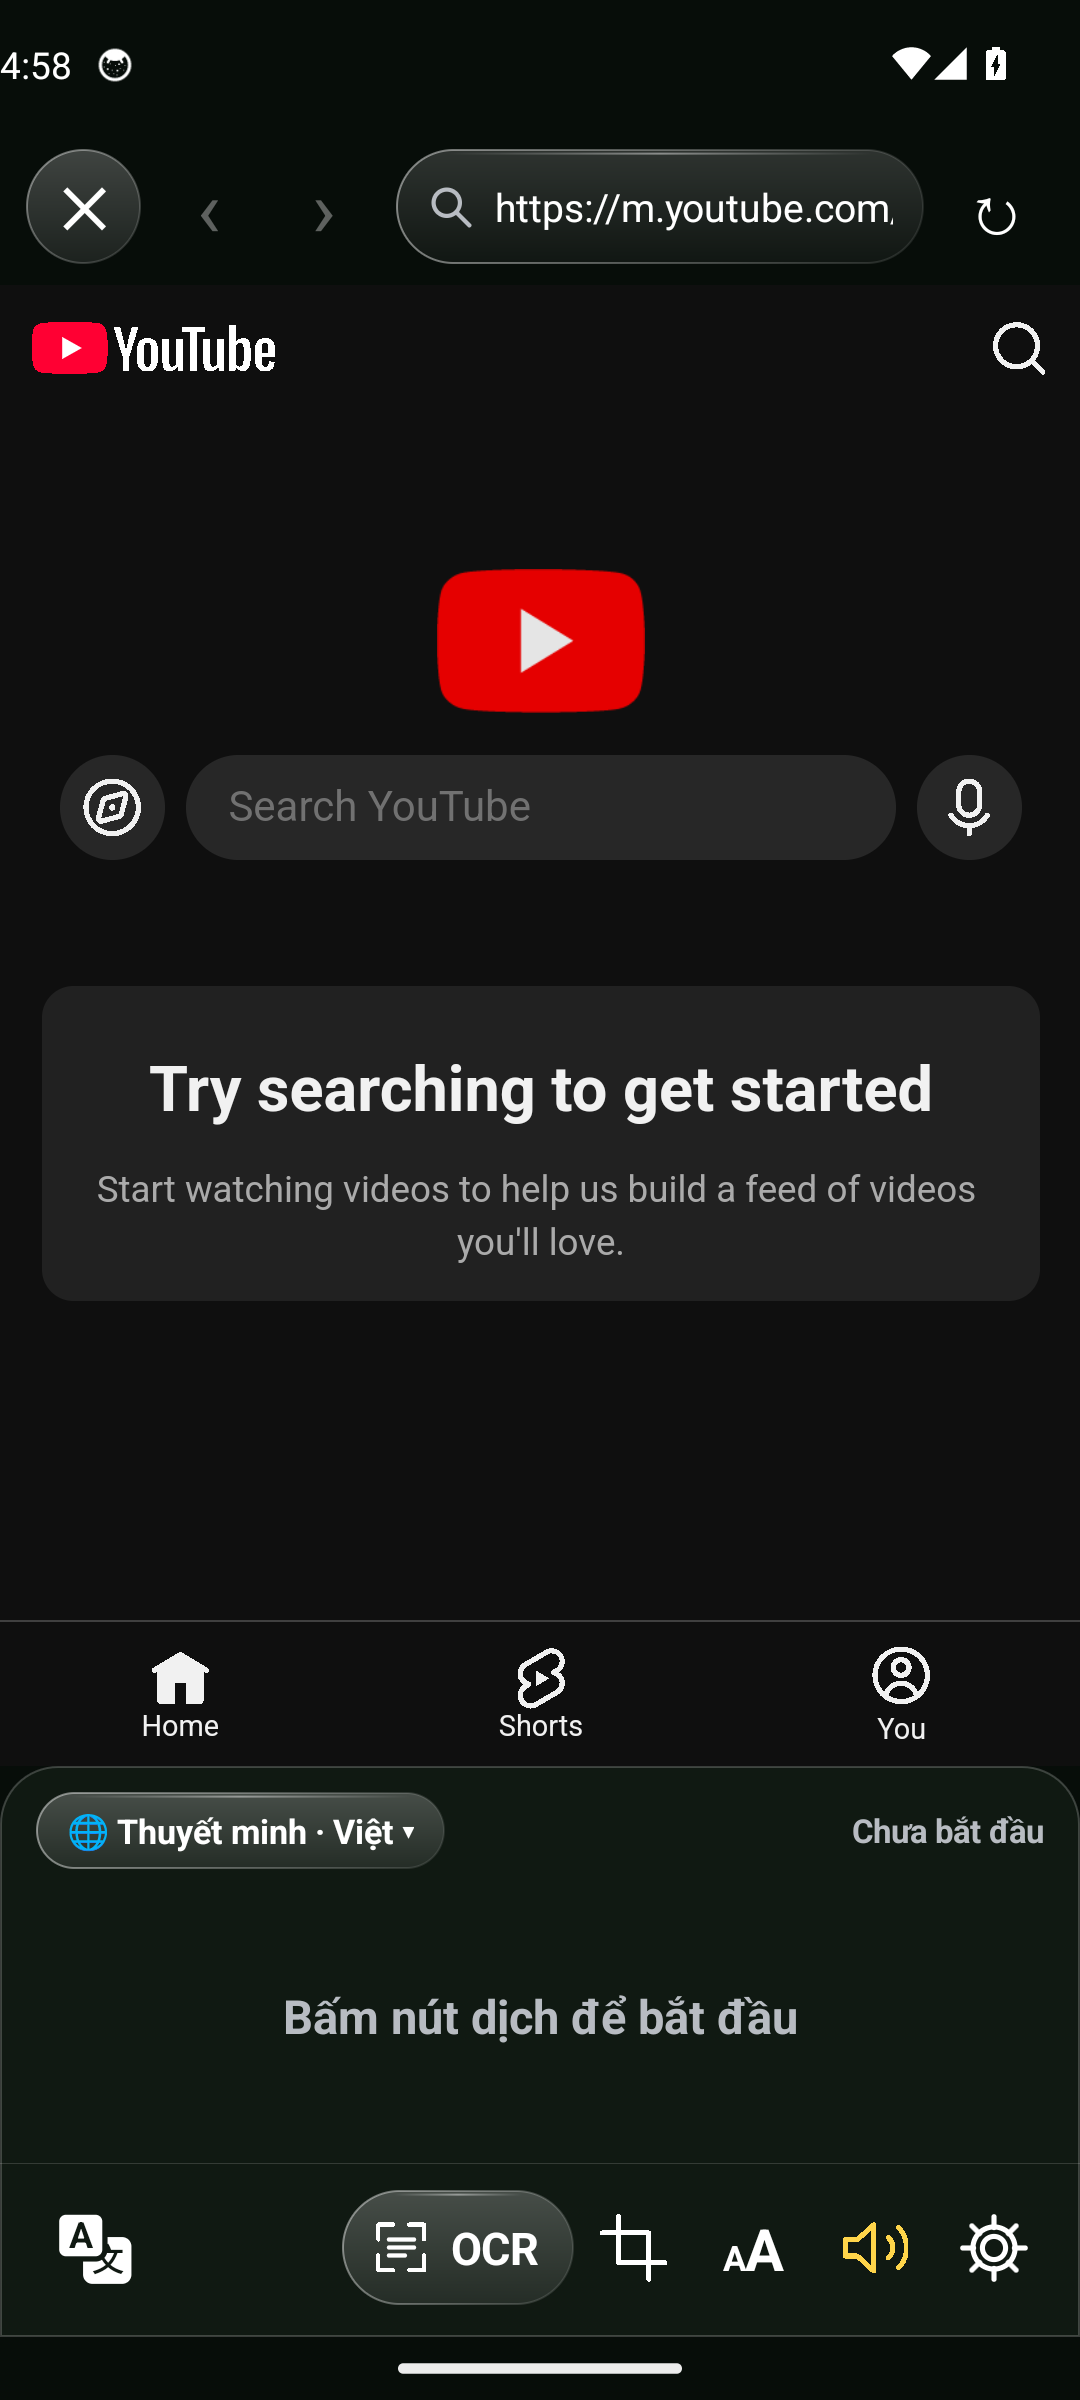 4:58
https://m.youtube.com/
YouTube
Search YouTube
Try searching to get started
Start watching videos to help us build a feed of videos
you'll love.
Home
Shorts
You
Thuyết minh · Việt ▾
Chưa bắt đầu
Bấm nút dịch để bắt đầu
A
文
OCR
AA